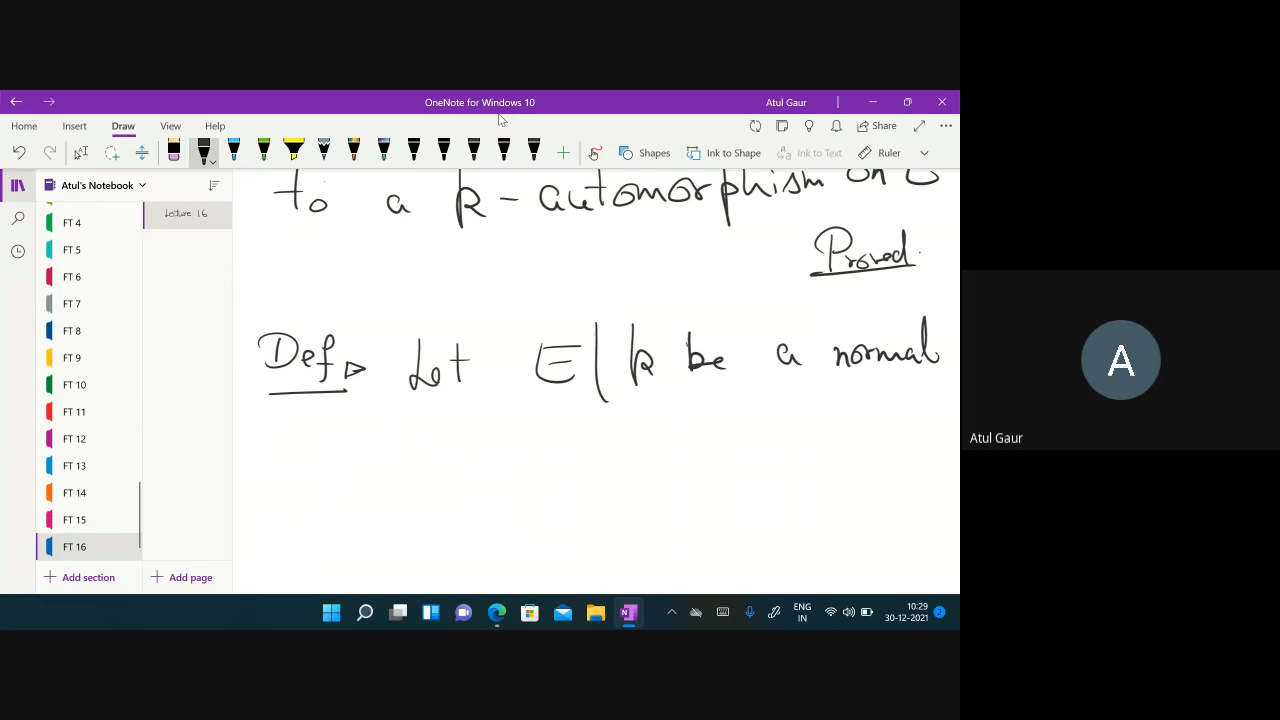 OneNote for Windows 10
Atul Gaur
Home Insert Draw View Help
Share
Shapes Ink to Shape Ink to Text Ruler
Atul's Notebook
Lecture 16
FT 4
FT 5
FT 6
FT 7
FT 8
FT 9
FT 10
FT 11
FT 12
FT 13
FT 14
FT 15
FT 16
Add section
Add page
to a k-automorphism on
Proved.
Def Let E|k be a normal
A
Atul Gaur
ENG
IN
10:29
30-12-2021
2